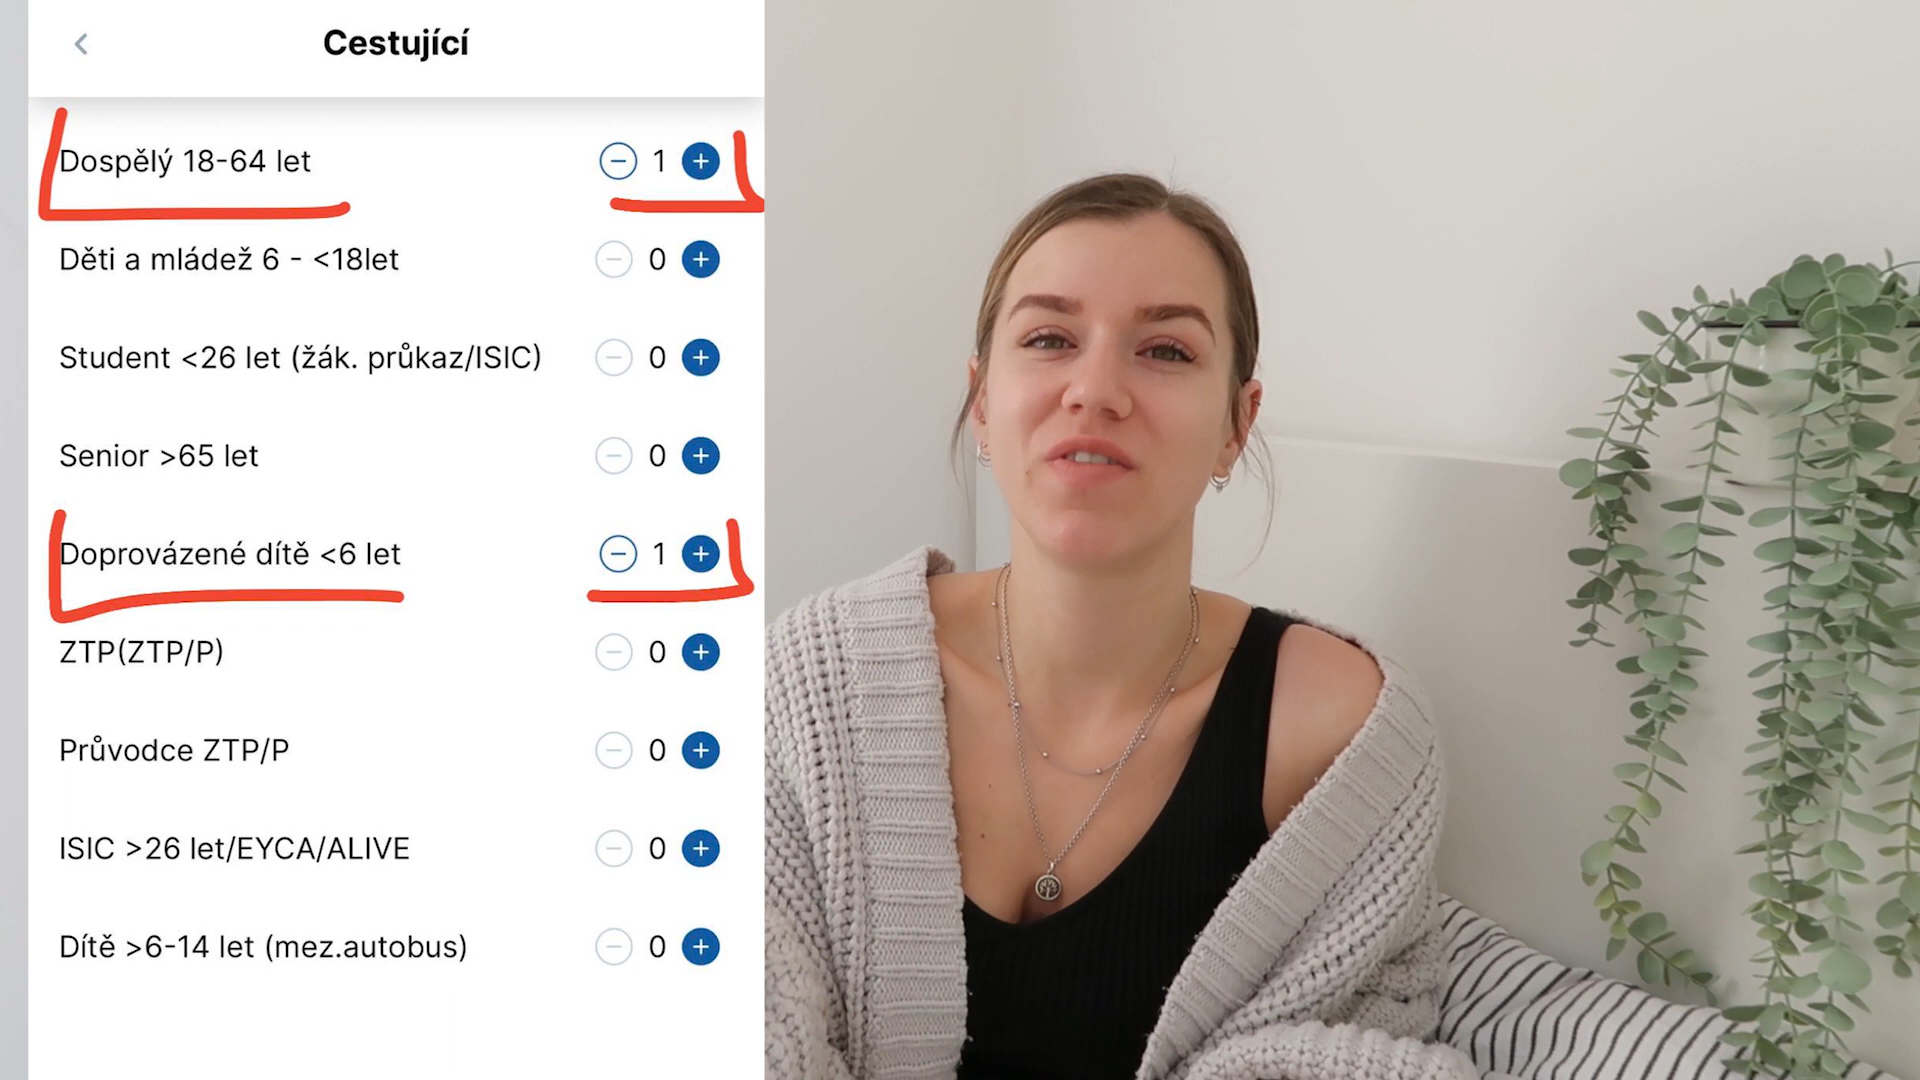 Cestující
Dospělý 18-64 let 1
Děti a mládež 6 - <18let 0
Student <26 let (žák. průkaz/ISIC) 0
Senior >65 let 0
Doprovázené dítě <6 let 1
ZTP(ZTP/P) 0
Průvodce ZTP/P 0
ISIC >26 let/EYCA/ALIVE 0
Dítě >6-14 let (mez.autobus) 0